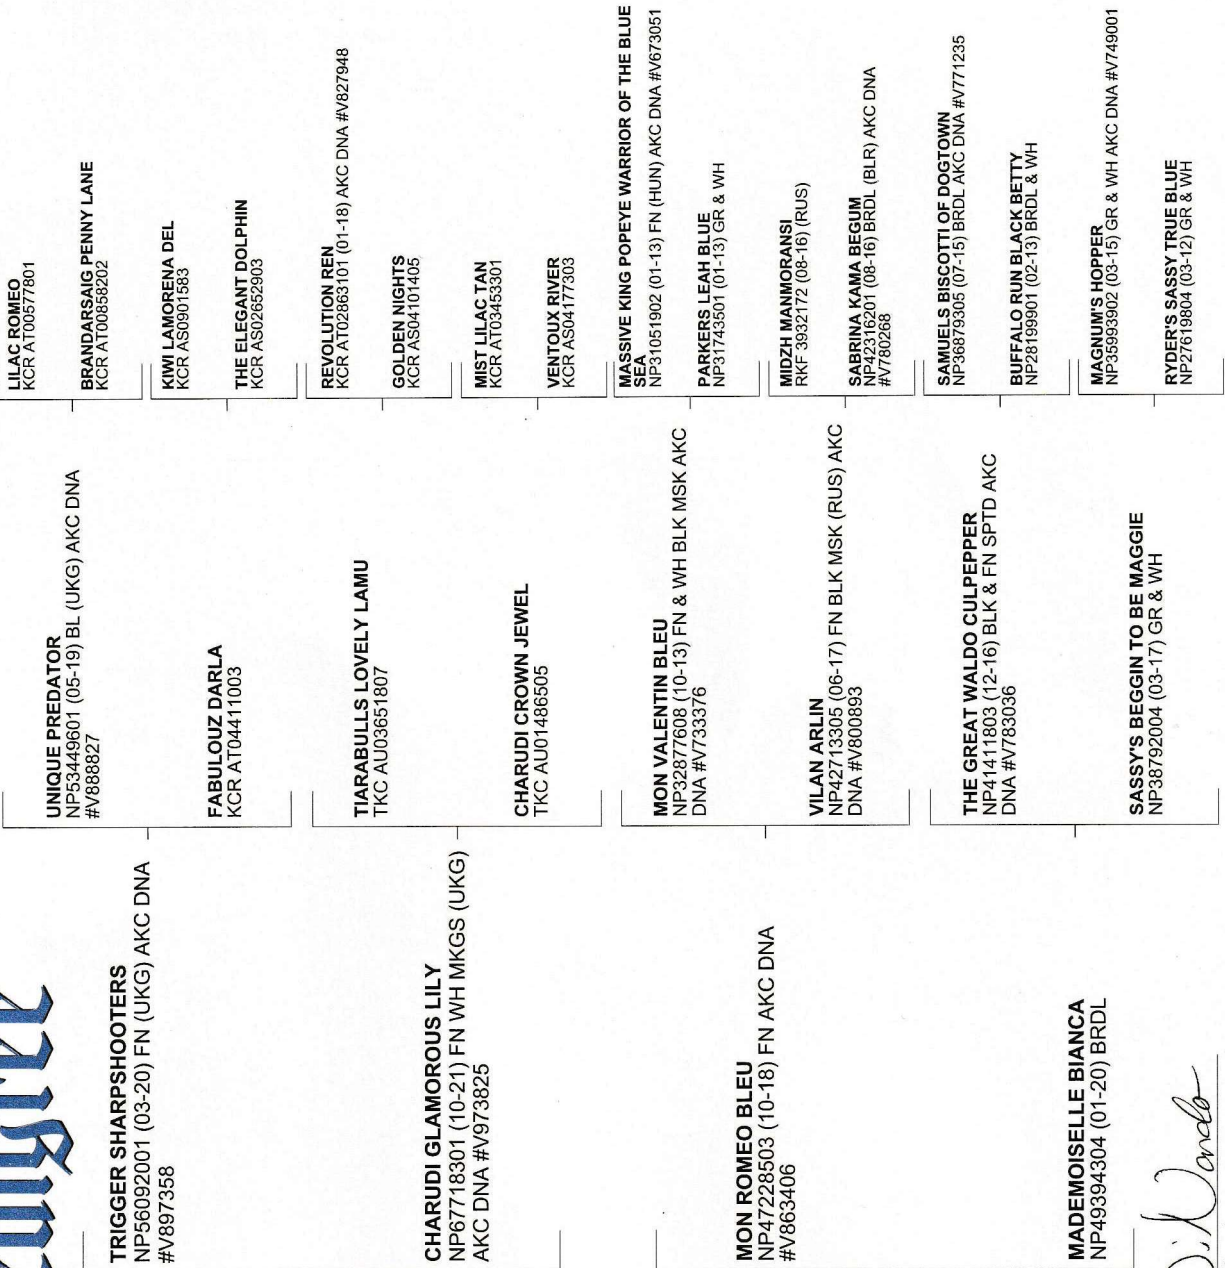 TRIGGER SHARPSHOOTERS
NP56092001 (03-20) FN (UKG) AKC DNA
#V897358
CHARUDI GLAMOROUS LILY
NP67718301 (10-21) FN WH MKGS (UKG)
AKC DNA #V973825
MON ROMEO BLEU
NP47228503 (10-18) FN AKC DNA
#V863406
MADEMOISELLE BIANCA
NP49394304 (01-20) BRDL
UNIQUE PREDATOR
NP53449601 (05-19) BL (UKG) AKC DNA
#V888827
FABULOUZ DARLA
KCR AT04411003
TIARABULLS LOVELY LAMU
TKC AU03651807
CHARUDI CROWN JEWEL
TKC AU01486505
MON VALENTIN BLEU
NP32877608 (10-13) FN & WH BLK MSK AKC
DNA #V733376
VILAN ARLIN
NP42713305 (06-17) FN BLK MSK (RUS) AKC
DNA #V800893
THE GREAT WALDO CULPEPPER
NP41411803 (12-16) BLK & FN SPTD AKC
DNA #V783036
SASSY'S BEGGIN TO BE MAGGIE
NP38792004 (03-17) GR & WH
LILAC ROMEO
KCR AT00577801
BRANDARSAIG PENNY LANE
KCR AT00858202
KIWI LAMORENA DEL
KCR AS0901583
THE ELEGANT DOLPHIN
KCR AS02652903
REVOLUTION REN
KCR AT02863101 (01-18) AKC DNA #V827948
GOLDEN NIGHTS
KCR AS04101405
MIST LILAC TAN
KCR AT03453301
VENTOUX RIVER
KCR AS04177303
MASSIVE KING POPEYE WARRIOR OF THE BLUE
SEA
NP31051902 (01-13) FN (HUN) AKC DNA #V673051
PARKERS LEAH BLUE
NP31743501 (01-13) GR & WH
MIDZH MANMORANSI
RKF 3932172 (08-16) (RUS)
SABRINA KAMA BEGUM
NP42316201 (08-16) BRDL (BLR) AKC DNA
#V780268
SAMUELS BISCOTTI OF DOGTOWN
NP36879305 (07-15) BRDL AKC DNA #V771235
BUFFALO RUN BLACK BETTY
NP28199901 (02-13) BRDL & WH
MAGNUM'S HOPPER
NP35993902 (03-15) GR & WH AKC DNA #V749001
RYDER'S SASSY TRUE BLUE
NP27619804 (03-12) GR & WH